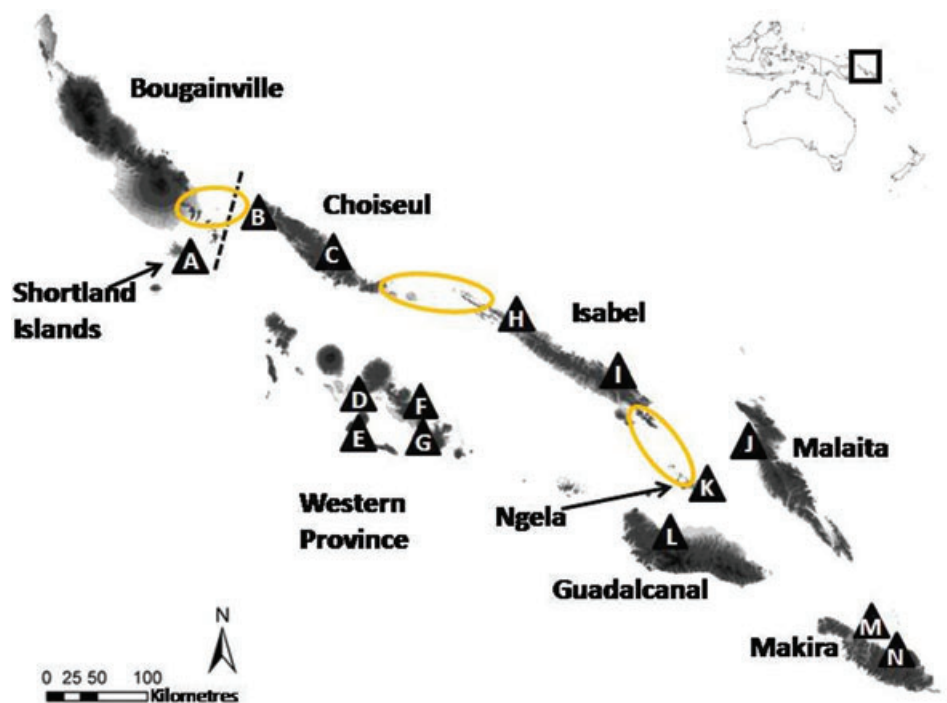 Bougainville
Choiseul
B
C
A
Shortland
Islands
H
Isabel
I
D
F
E
G
J
Malaita
Western
Province
Ngela
K
L
Guadalcanal
M
Makira
N
N
0 25 50 100
Kilometres